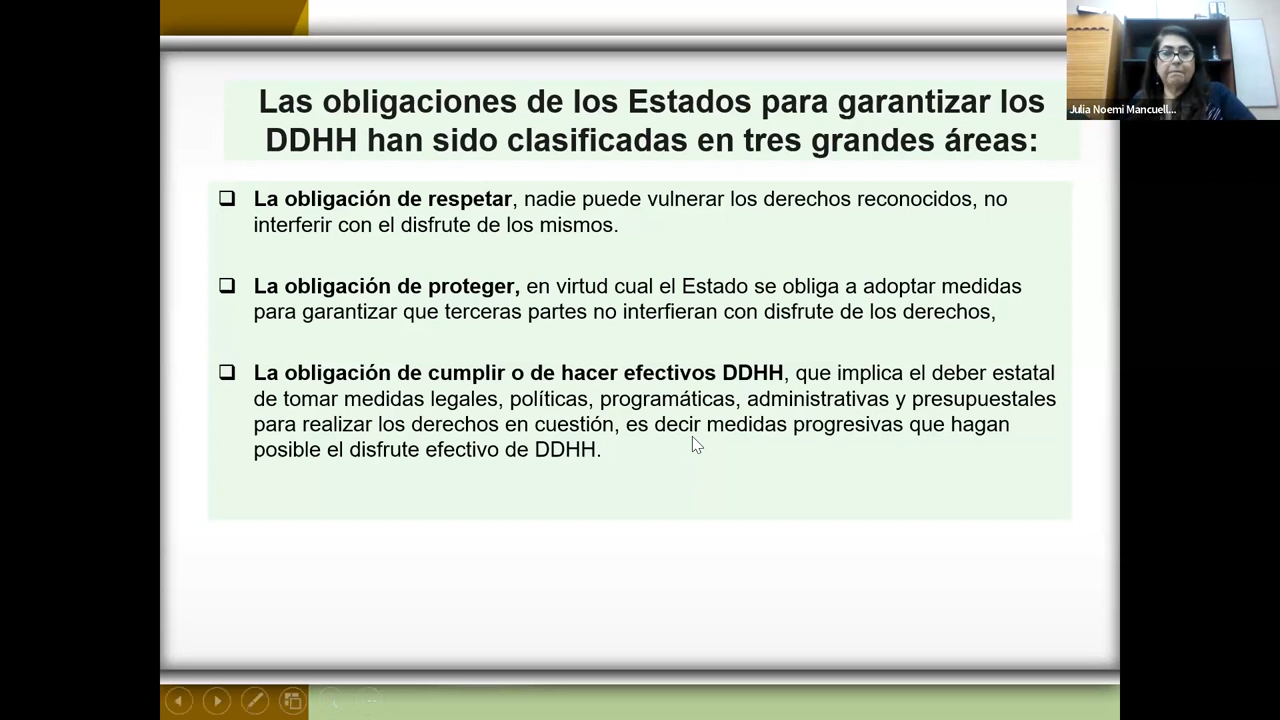 Las obligaciones de los Estados para garantizar los
DDHH han sido clasificadas en tres grandes áreas:
La obligación de respetar, nadie puede vulnerar los derechos reconocidos, no
interferir con el disfrute de los mismos.
La obligación de proteger, en virtud cual el Estado se obliga a adoptar medidas
para garantizar que terceras partes no interfieran con disfrute de los derechos,
La obligación de cumplir o de hacer efectivos DDHH, que implica el deber estatal
de tomar medidas legales, políticas, programáticas, administrativas y presupuestales
para realizar los derechos en cuestión, es decir medidas progresivas que hagan
posible el disfrute efectivo de DDHH.
Julia Noemi Mancuell...